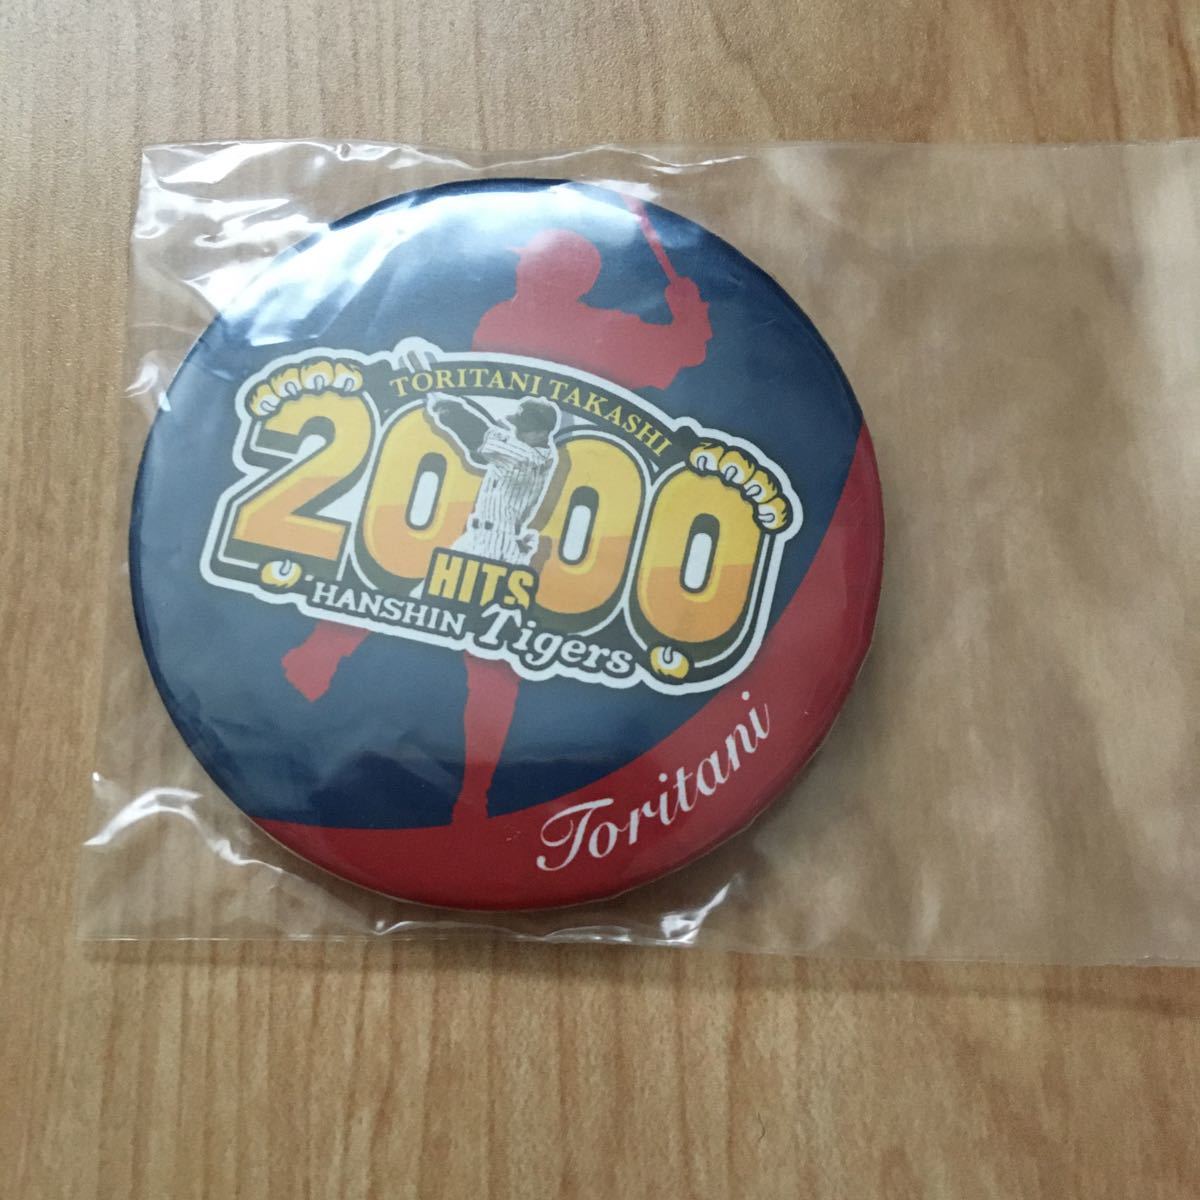 TORITANI TAKASHI
2000
HITS
HANSHIN Tigers
Toritani